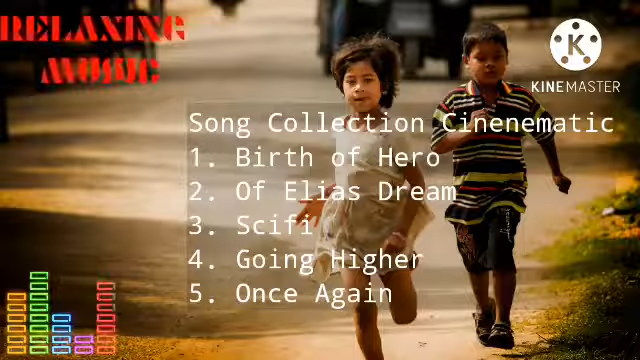 RELAXING
MUSIC
KINEMASTER
Song Collection Cinenematic
1. Birth of Hero
2. Of Elias Dream
3. Scifi
4. Going Higher
5. Once Again